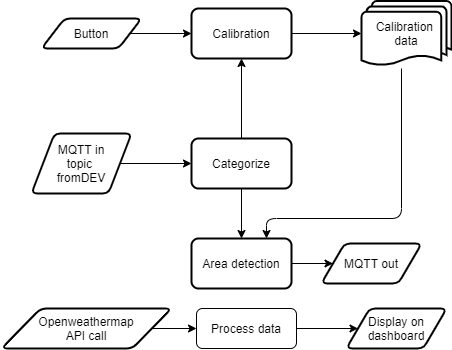 Button
Calibration
Calibration
data
MQTT in
topic
fromDEV
Categorize
Area detection
MQTT out
Openweathermap
API call
Process data
Display on
dashboard